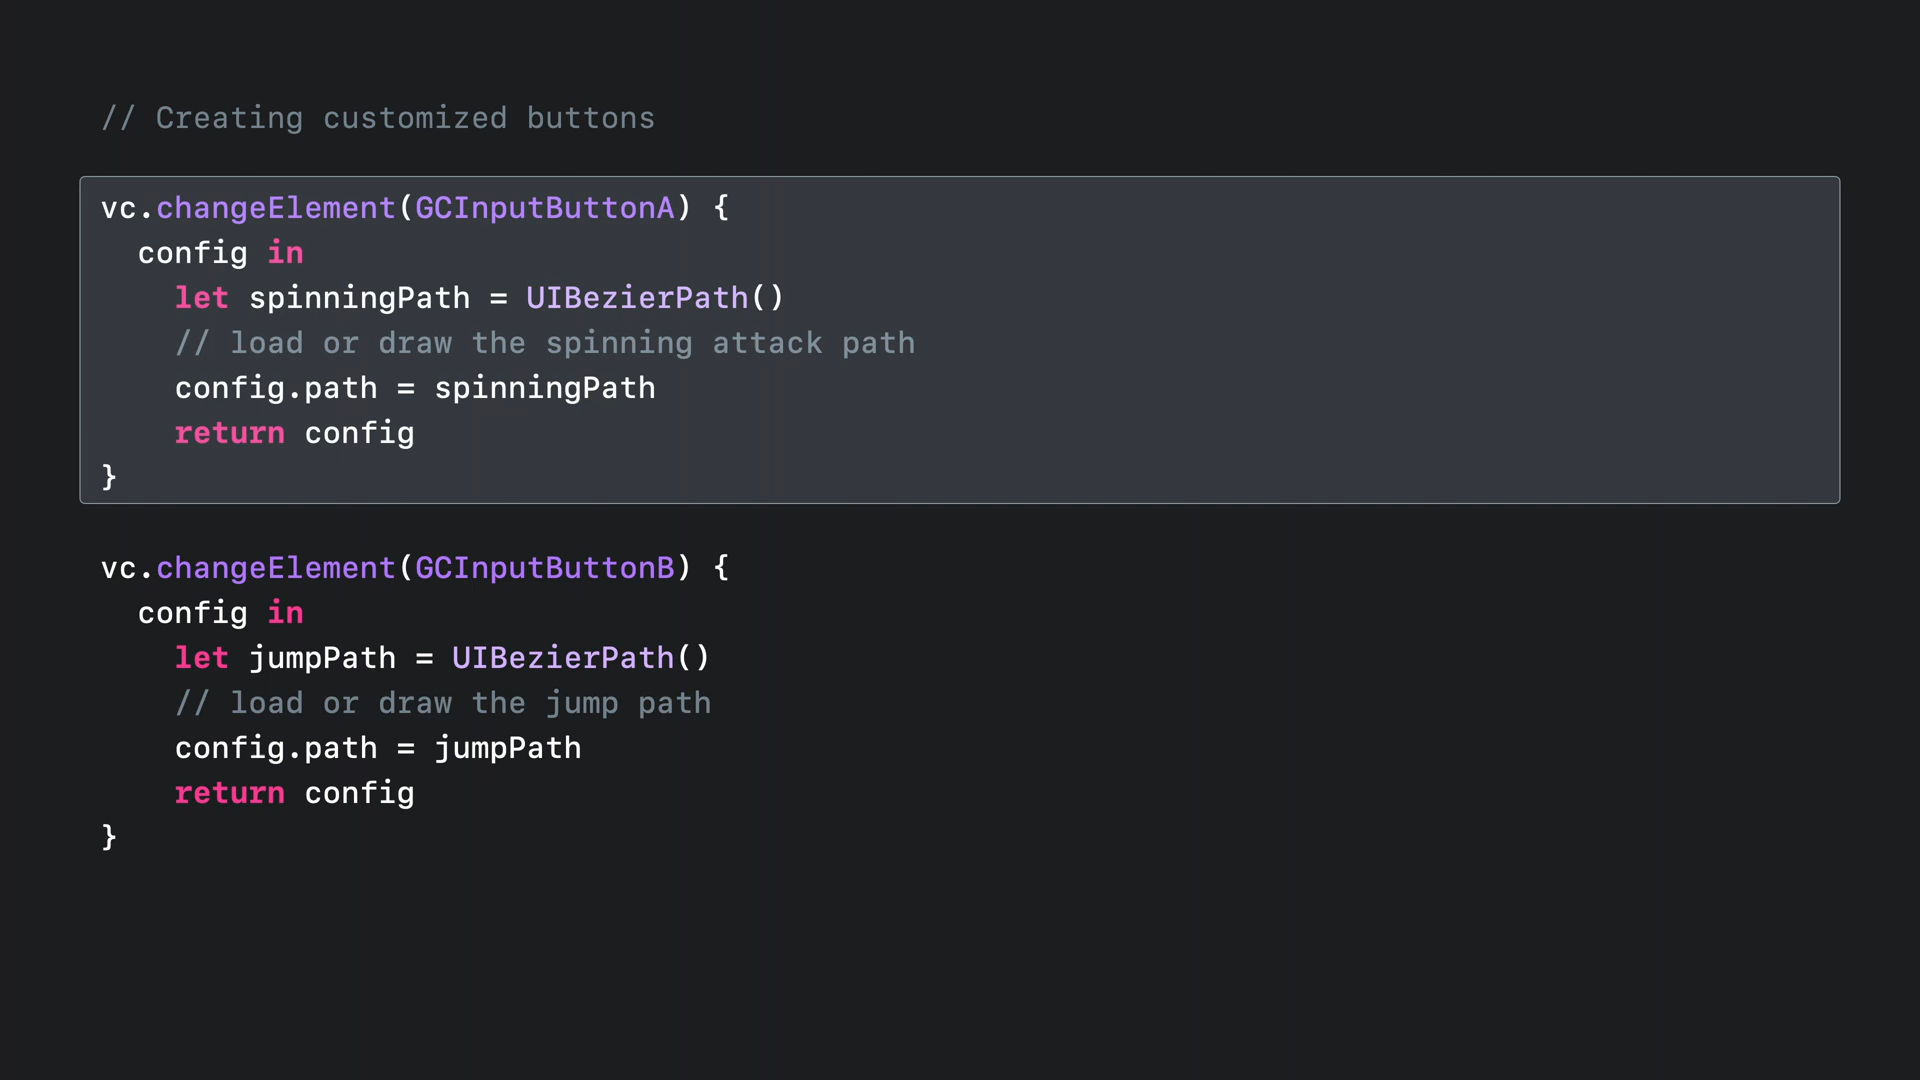 // Creating customized buttons
vc.changeElement(GCInputButtonA) {
  config in
    let spinningPath = UIBezierPath()
    // load or draw the spinning attack path
    config.path = spinningPath
    return config
}
vc.changeElement(GCInputButtonB) {
  config in
    let jumpPath = UIBezierPath()
    // load or draw the jump path
    config.path = jumpPath
    return config
}